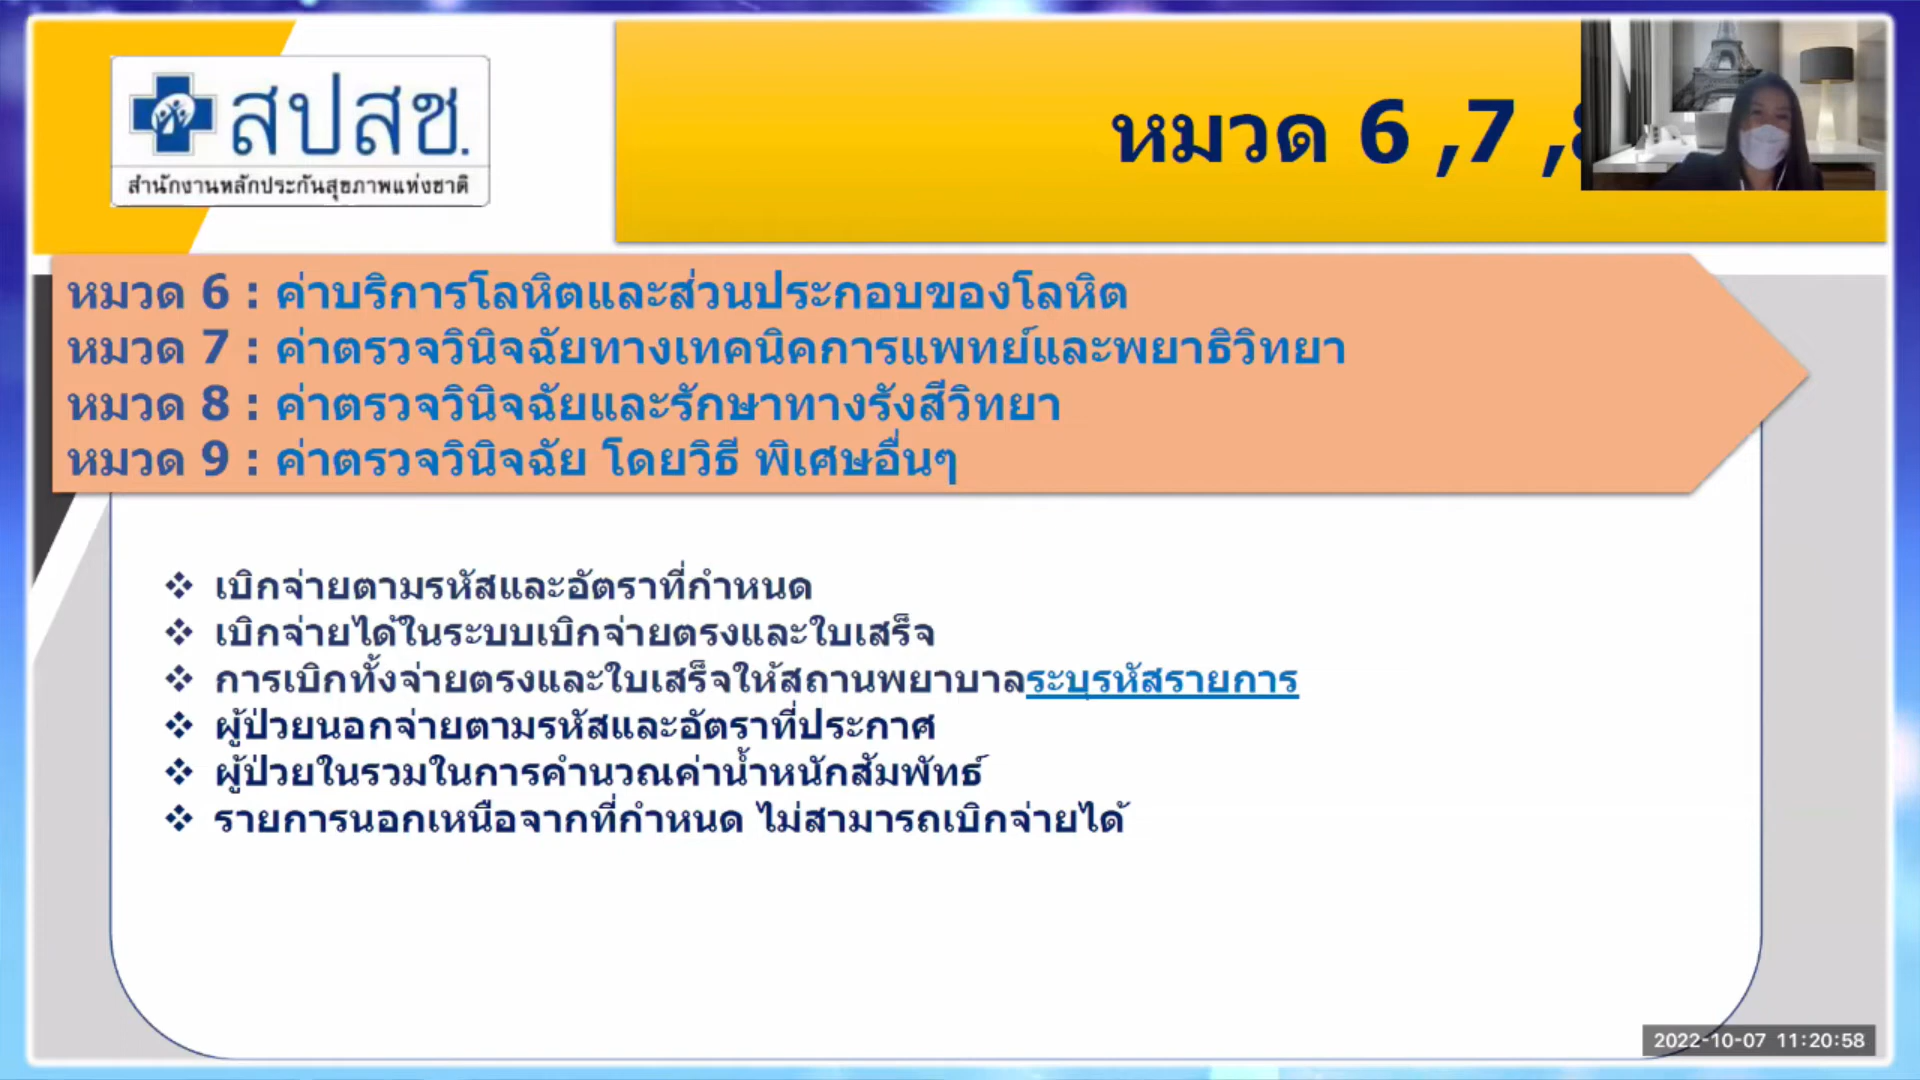 สปสช.
สำนักงานหลักประกันสุขภาพแห่งชาติ
หมวด 6 ,7 ,8
หมวด 6 : ค่าบริการโลหิตและส่วนประกอบของโลหิต
หมวด 7 : ค่าตรวจวินิจฉัยทางเทคนิคการแพทย์และพยาธิวิทยา
หมวด 8 : ค่าตรวจวินิจฉัยและรักษาทางรังสีวิทยา
หมวด 9 : ค่าตรวจวินิจฉัย โดยวิธี พิเศษอื่นๆ
❖ เบิกจ่ายตามรหัสและอัตราที่กำหนด
❖ เบิกจ่ายได้ในระบบเบิกจ่ายตรงและใบเสร็จ
❖ การเบิกทั้งจ่ายตรงและใบเสร็จให้สถานพยาบาลระบุรหัสรายการ
❖ ผู้ป่วยนอกจ่ายตามรหัสและอัตราที่ประกาศ
❖ ผู้ป่วยในรวมในการคำนวณค่าน้ำหนักสัมพัทธ์
❖ รายการนอกเหนือจากที่กำหนด ไม่สามารถเบิกจ่ายได้
2022-10-07 11:20:58